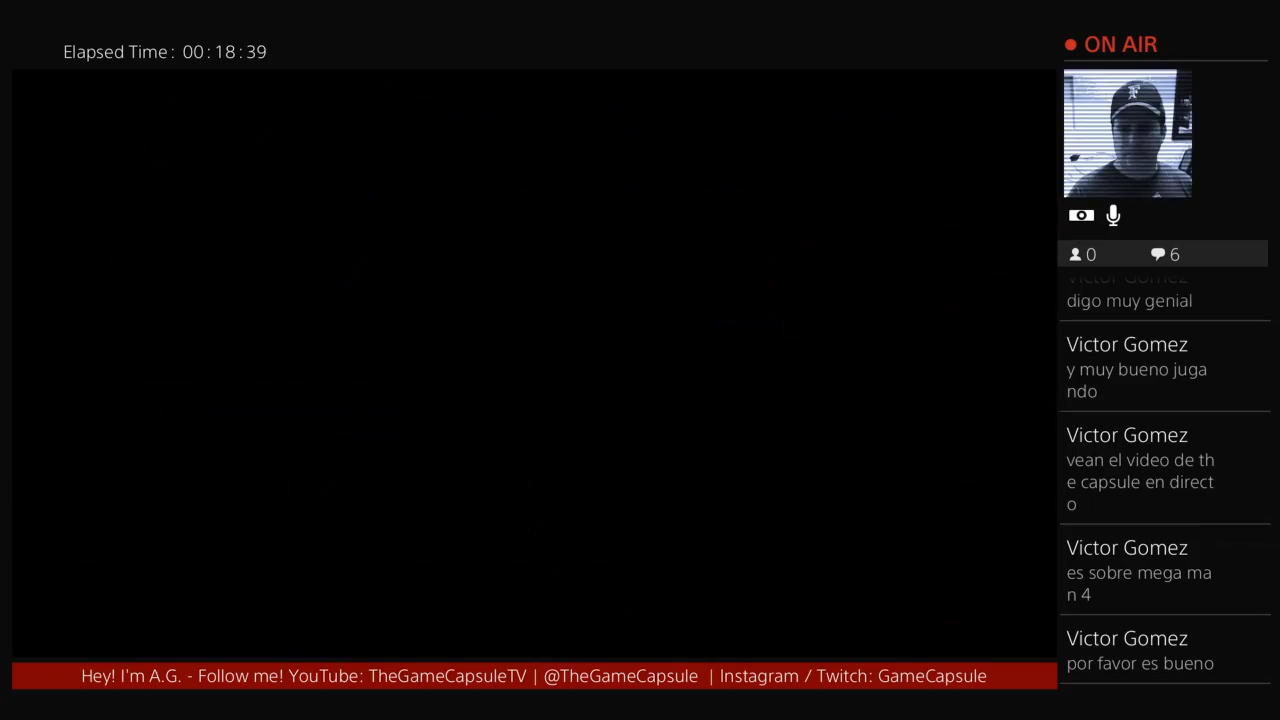 Elapsed Time: 00:18:39
ON AIR
0 6
Victor Gomez
digo muy genial
Victor Gomez
y muy bueno juga
ndo
Victor Gomez
vean el video de th
e capsule en direct
o
Victor Gomez
es sobre mega ma
n 4
Victor Gomez
por favor es bueno
Hey! I'm A.G. - Follow me! YouTube: TheGameCapsuleTV | @TheGameCapsule | Instagram / Twitch: GameCapsule